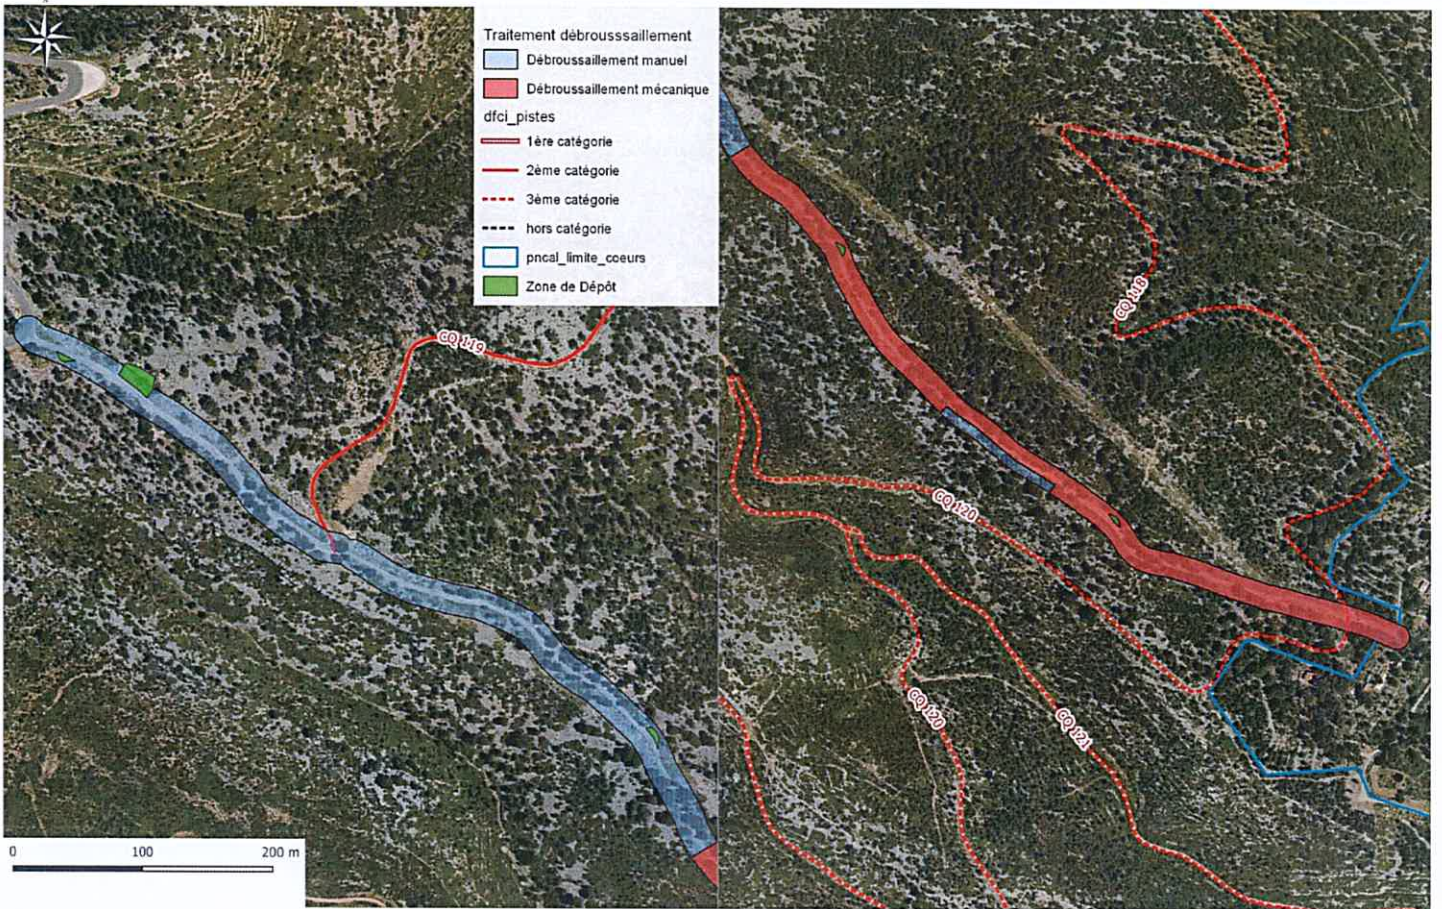 Traitement débrousssaillement
Débroussaillement manuel
Débroussaillement mécanique
dfci_pistes
1ère catégorie
2ème catégorie
3ème catégorie
hors catégorie
pncal_limite_coeurs
Zone de Dépôt
CQ 118
CQ 119
CQ 120
CQ 120
CQ 121
0 100 200 m